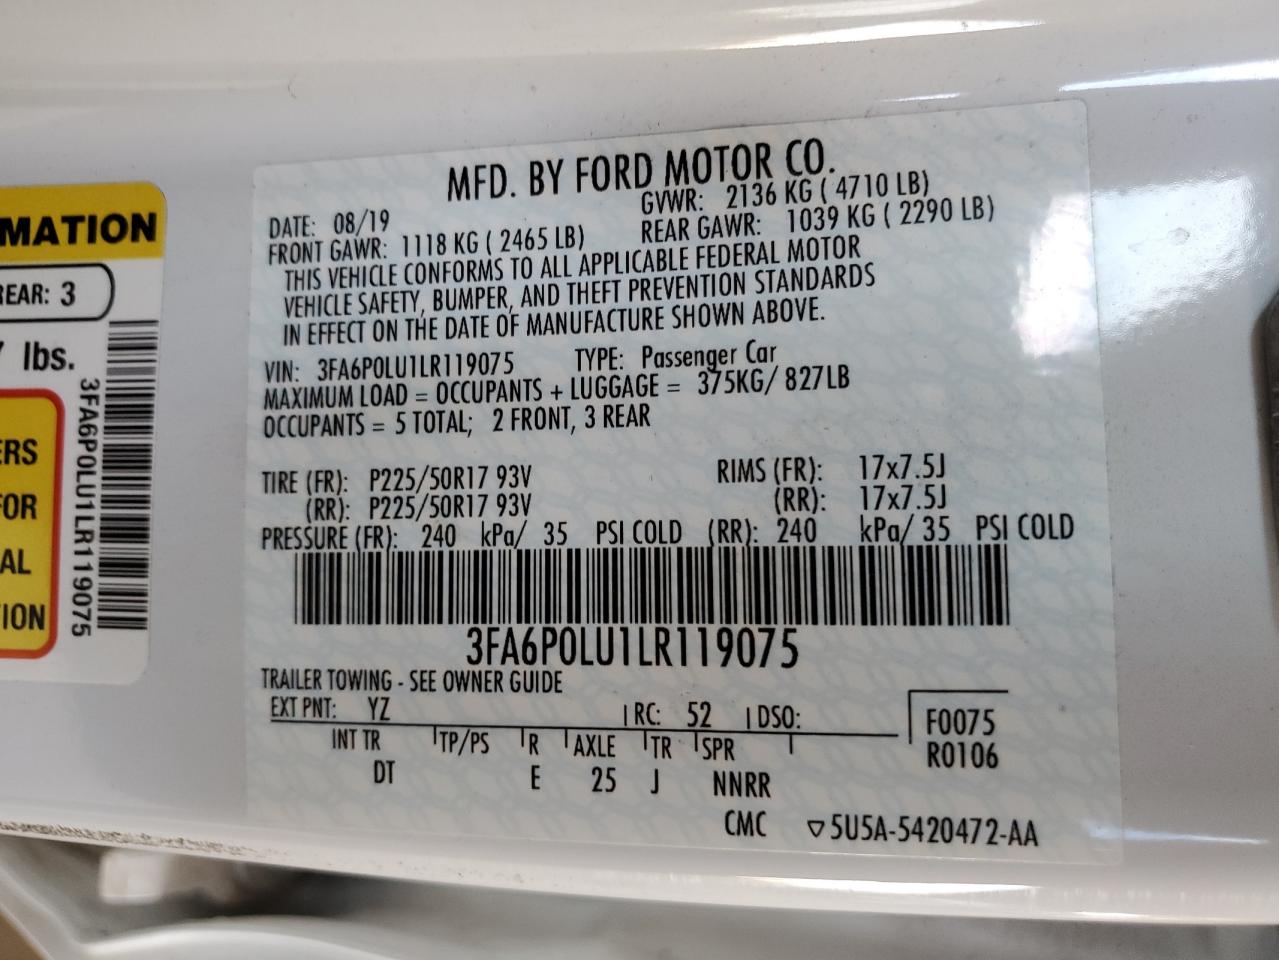 MATION
REAR: 3
7 lbs.
3FA6P0LU1LR119075
ERS
FOR
AL
TION
MFD. BY FORD MOTOR CO.
DATE: 08/19 GVWR: 2136 KG ( 4710 LB)
FRONT GAWR: 1118 KG ( 2465 LB) REAR GAWR: 1039 KG ( 2290 LB)
THIS VEHICLE CONFORMS TO ALL APPLICABLE FEDERAL MOTOR
VEHICLE SAFETY, BUMPER, AND THEFT PREVENTION STANDARDS
IN EFFECT ON THE DATE OF MANUFACTURE SHOWN ABOVE.
VIN: 3FA6P0LU1LR119075 TYPE: Passenger Car
MAXIMUM LOAD = OCCUPANTS + LUGGAGE = 375KG/ 827LB
OCCUPANTS = 5 TOTAL; 2 FRONT, 3 REAR
TIRE (FR): P225/50R17 93V RIMS (FR): 17x7.5J
(RR): P225/50R17 93V (RR): 17x7.5J
PRESSURE (FR): 240 kPa/ 35 PSI COLD (RR): 240 kPa/ 35 PSI COLD
3FA6P0LU1LR119075
TRAILER TOWING - SEE OWNER GUIDE
EXT PNT: YZ RC: 52 DSO: F0075
INT TR TP/PS R AXLE TR SPR R0106
DT E 25 J NNRR
CMC ▽5U5A-5420472-AA